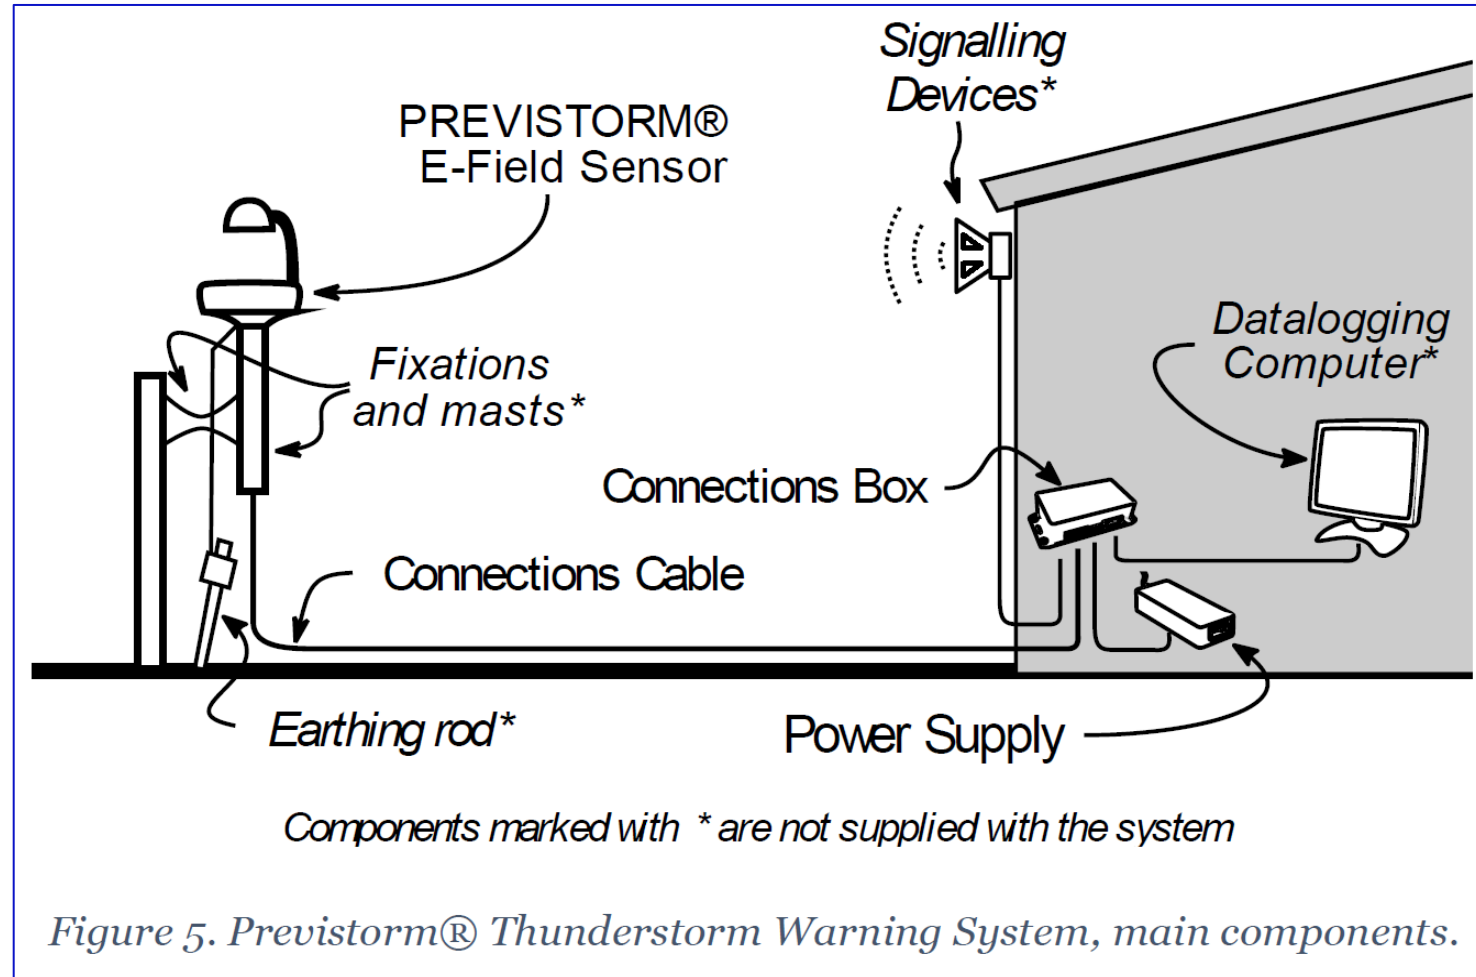 Signalling
Devices*
PREVISTORM®
E-Field Sensor
Datalogging
Computer*
Fixations
and masts*
Connections Box
Connections Cable
Earthing rod*
Power Supply
Components marked with * are not supplied with the system
Figure 5. Previstorm® Thunderstorm Warning System, main components.